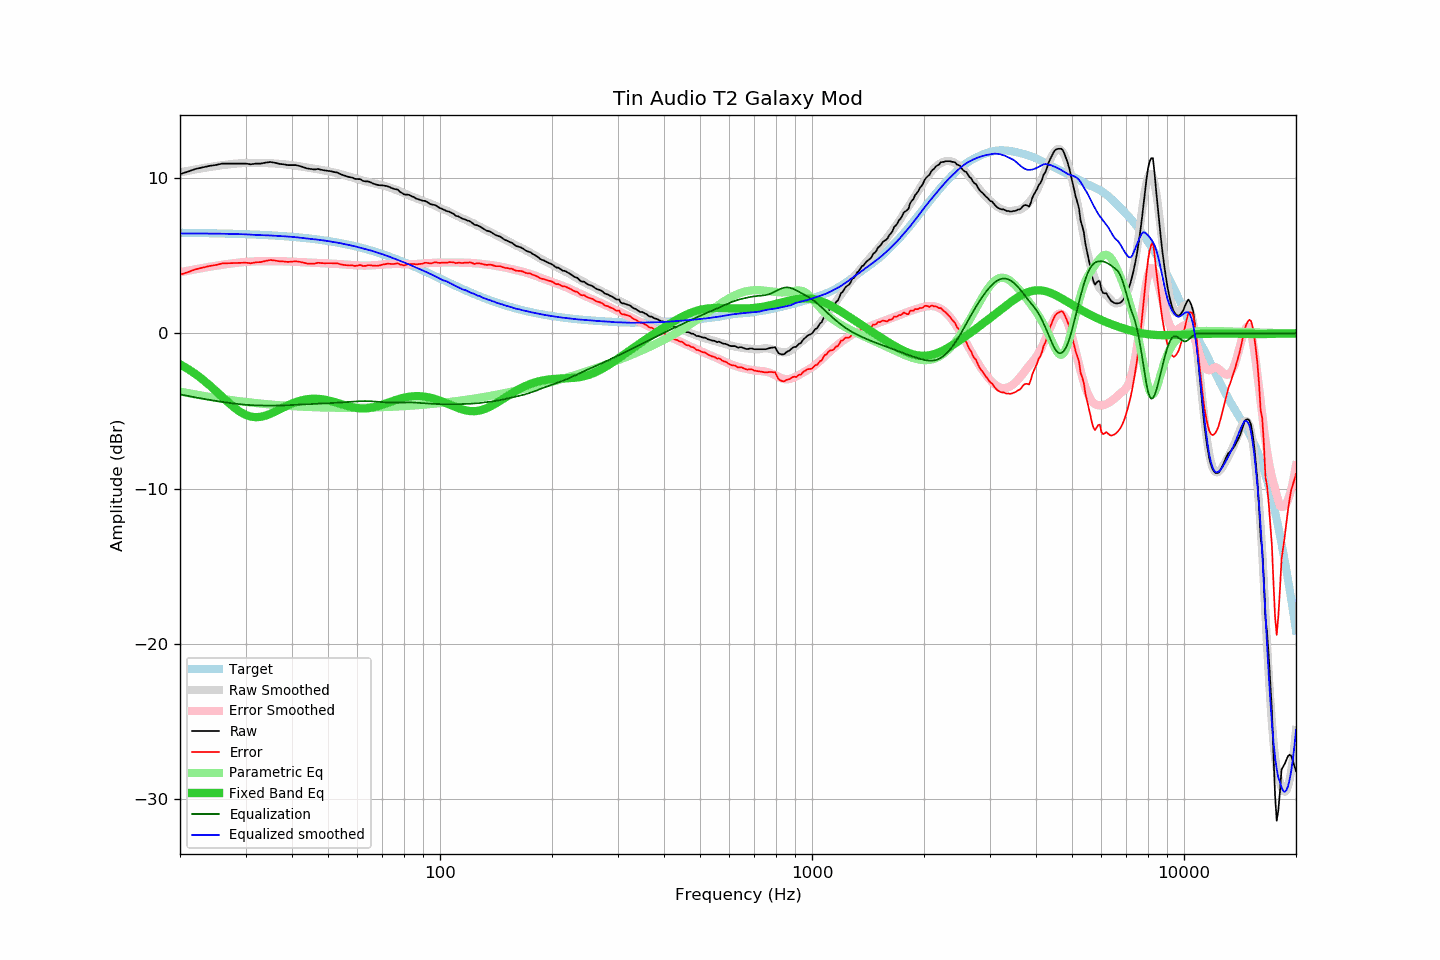 Tin Audio T2 Galaxy Mod
10
0
−10
−20
−30
Amplitude (dBr)
Target
Raw Smoothed
Error Smoothed
Raw
Error
Parametric Eq
Fixed Band Eq
Equalization
Equalized smoothed
100
1000
10000
Frequency (Hz)